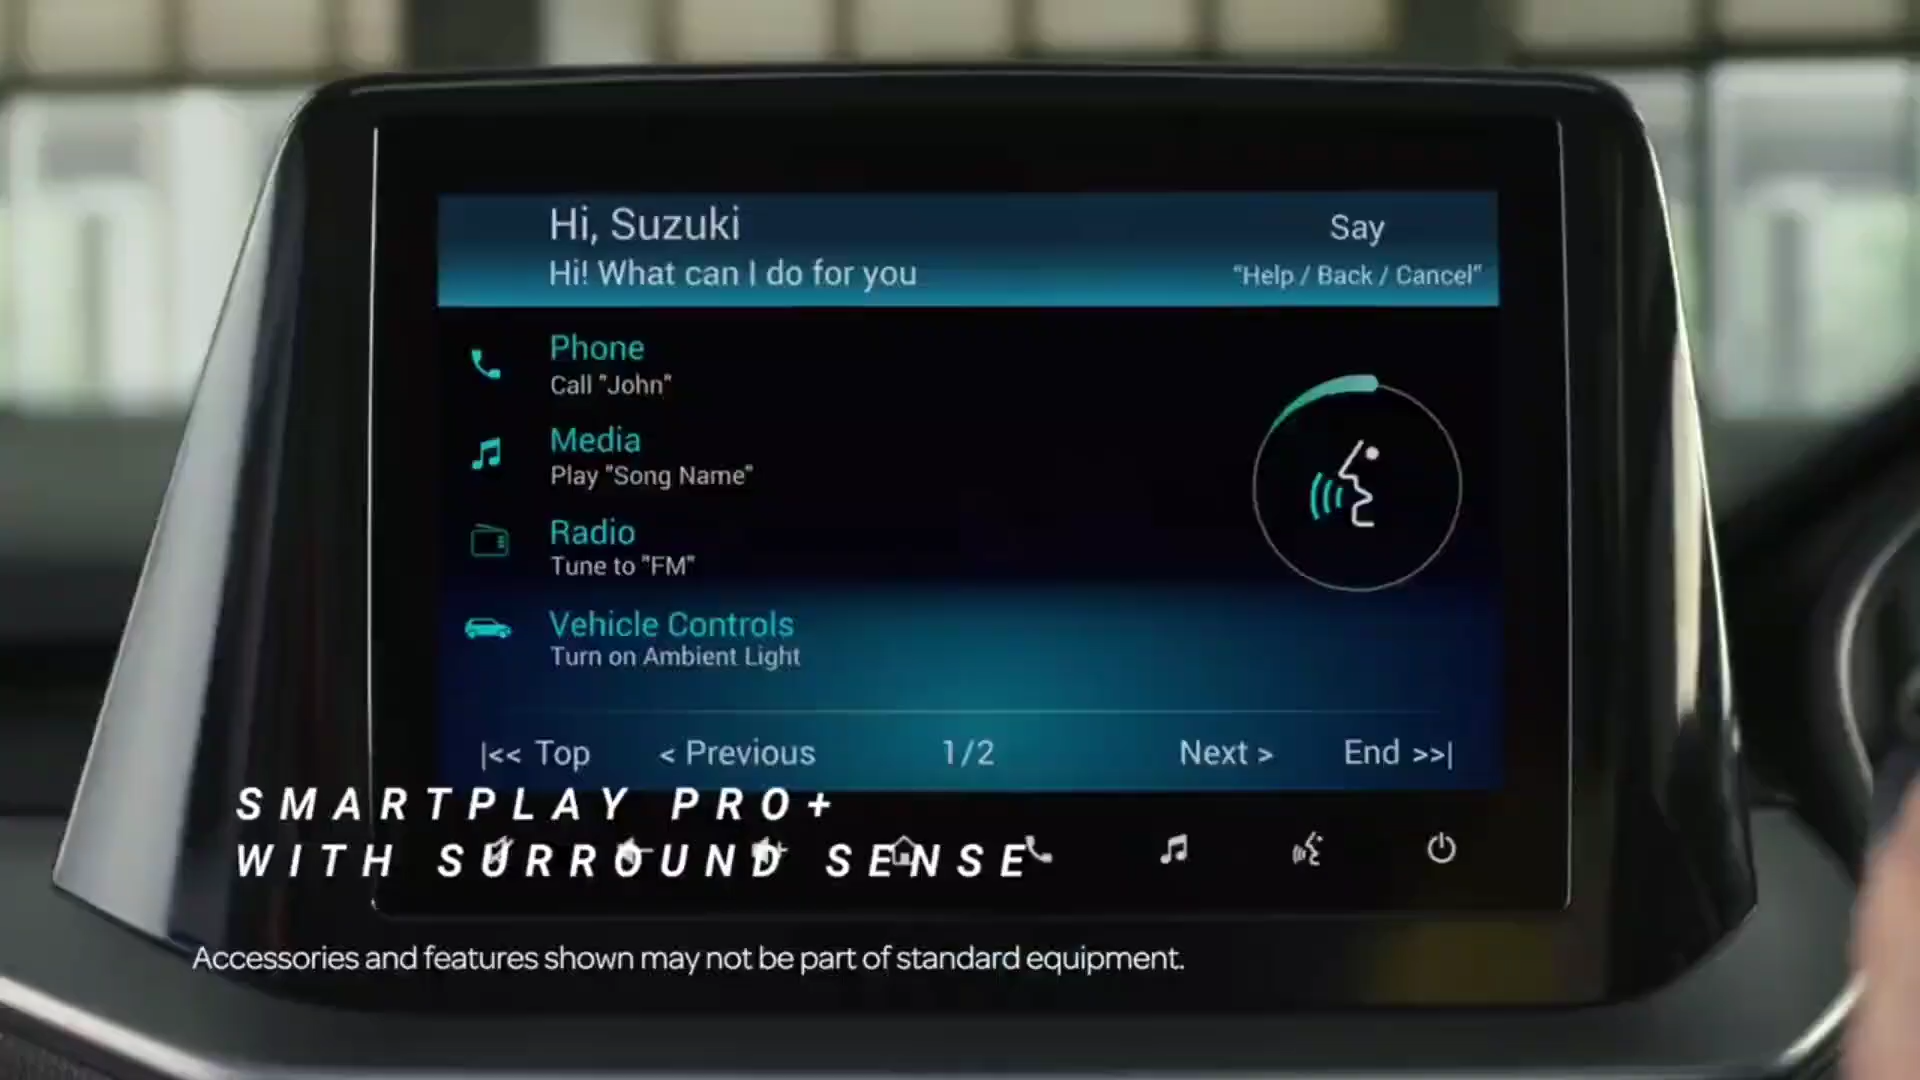 Hi, Suzuki
Say
Hi! What can I do for you
"Help / Back / Cancel"
Phone
Call "John"
Media
Play "Song Name"
Radio
Tune to "FM"
Vehicle Controls
Turn on Ambient Light
|<< Top
< Previous
1/2
Next >
End >>|
SMARTPLAY PRO+
WITH SURROUND SENSE
Accessories and features shown may not be part of standard equipment.